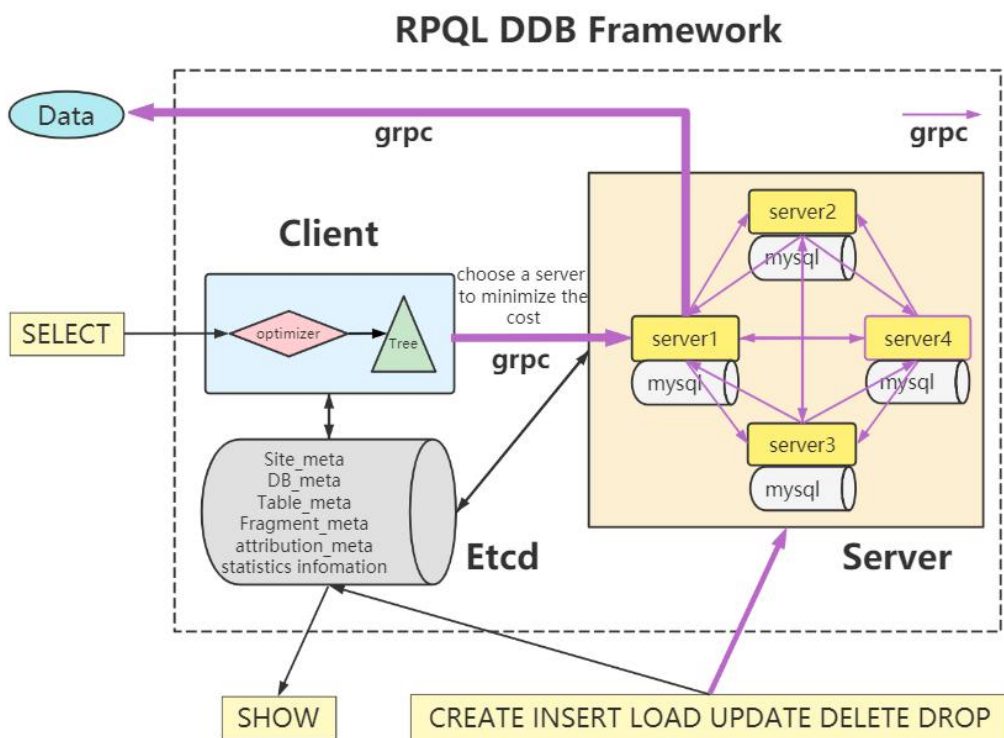 RPQL DDB Framework
Data
grpc
grpc
server2
mysql
Client
choose a server
to minimize the
cost
SELECT
optimizer
Tree
grpc
server1
mysql
server4
mysql
server3
mysql
Site_meta
DB_meta
Table_meta
Fragment_meta
attribution_meta
statistics infomation
Etcd
Server
SHOW
CREATE INSERT LOAD UPDATE DELETE DROP